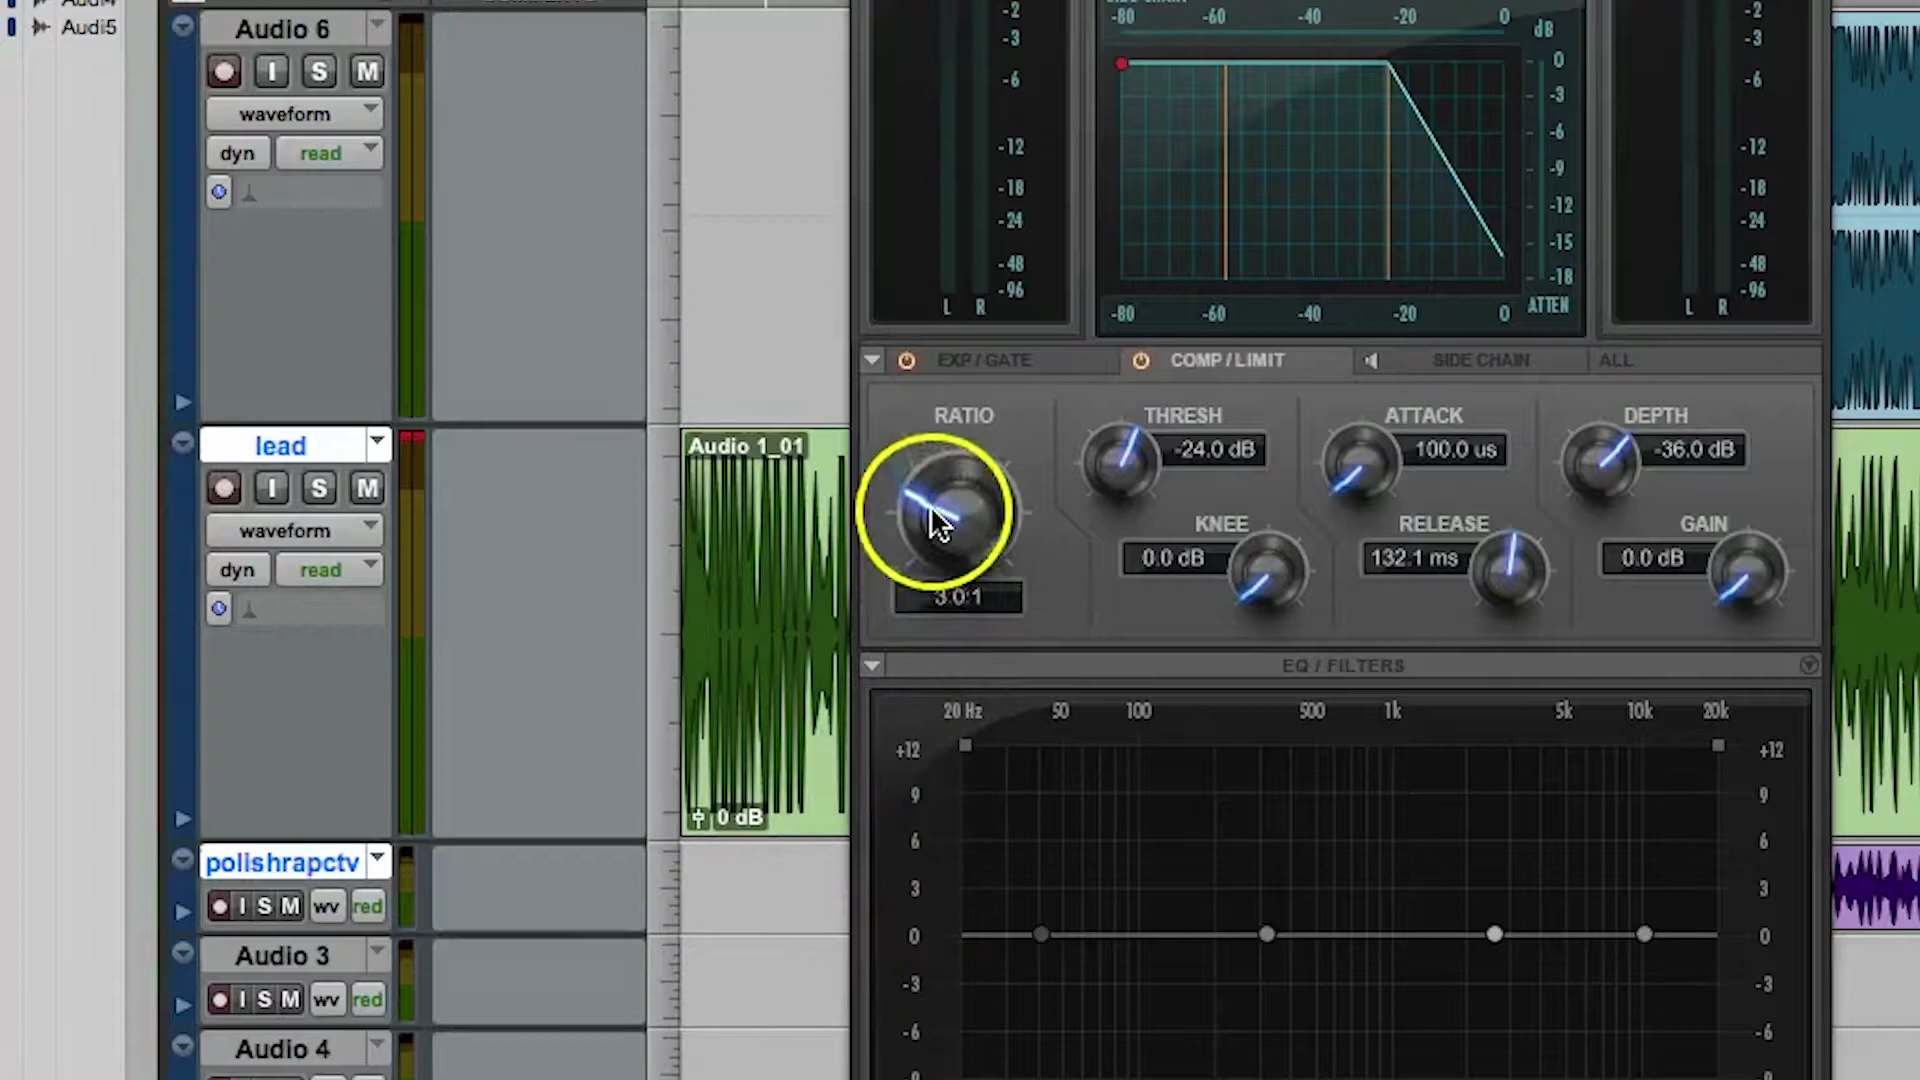 Audi5
Audio 6
I S M
waveform
dyn read
lead
I S M
waveform
dyn read
polishrapctv
I S M wv red
Audio 3
I S M wv red
Audio 4
Audio 1_01
0 dB
-2
-3
-6
-12
-18
-24
-48
-96
L R
-80 -60 -40 -20 0 dB
0
-3
-6
-9
-12
-15
-18
ATTEN
-80 -60 -40 -20 0
-2
-3
-6
-12
-18
-24
-48
-96
L R
EXP / GATE COMP / LIMIT SIDE CHAIN ALL
RATIO THRESH ATTACK DEPTH
-24.0 dB 100.0 us -36.0 dB
KNEE RELEASE GAIN
0.0 dB 132.1 ms 0.0 dB
3.0:1
EQ / FILTERS
20 Hz 50 100 500 1k 5k 10k 20k
+12 +12
9 9
6 6
3 3
0 0
-3 -3
-6 -6